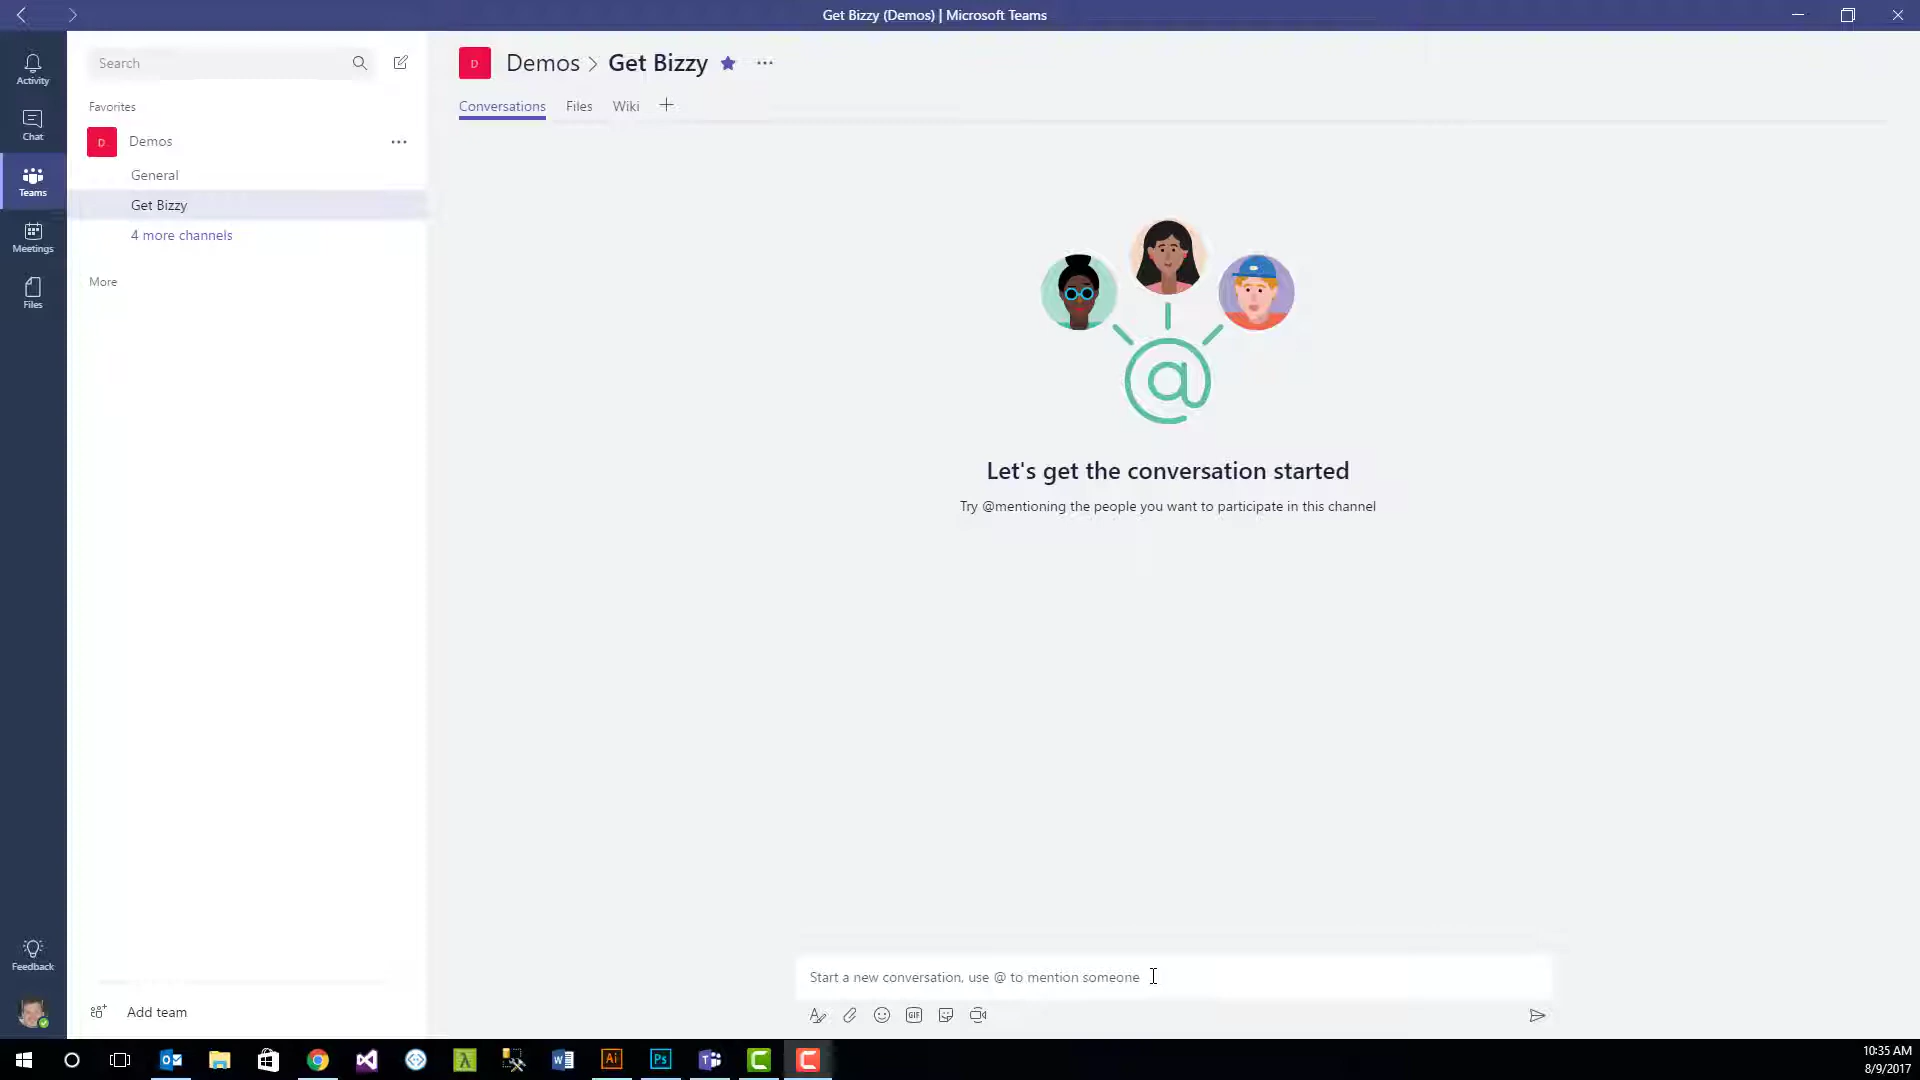 Get Bizzy (Demos) | Microsoft Teams
Activity
Chat
Teams
Meetings
Files
Feedback
Search
Favorites
D
Demos
General
Get Bizzy
4 more channels
More
Add team
D
Demos > Get Bizzy
Conversations
Files
Wiki
@
Let's get the conversation started
Try @mentioning the people you want to participate in this channel
Start a new conversation, use @ to mention someone
GIF
Ai
Ps
10:35 AM
8/9/2017